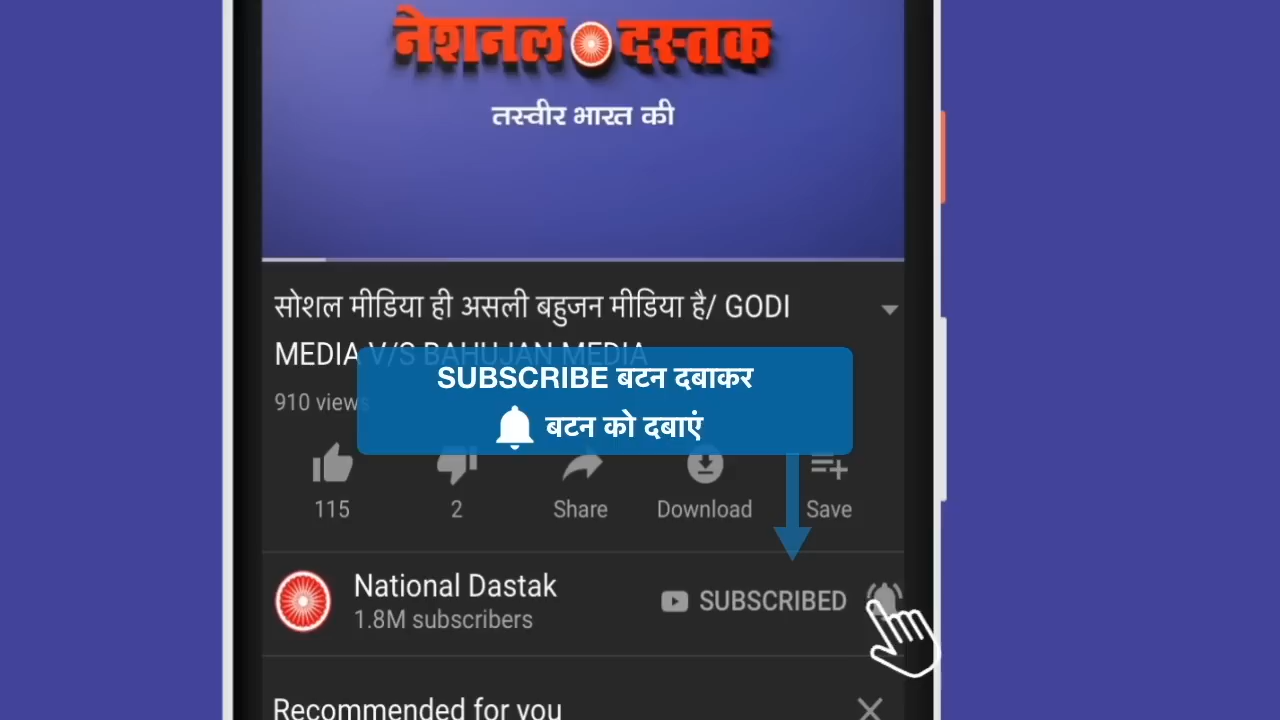 नेशनल दस्तक
तस्वीर भारत की
सोशल मीडिया ही असली बहुजन मीडिया है/ GODI
MEDIA V/S BAHUJAN MEDIA
910 views
SUBSCRIBE बटन दबाकर
बटन को दबाएं
115
2
Share
Download
Save
National Dastak
1.8M subscribers
SUBSCRIBED
Recommended for you